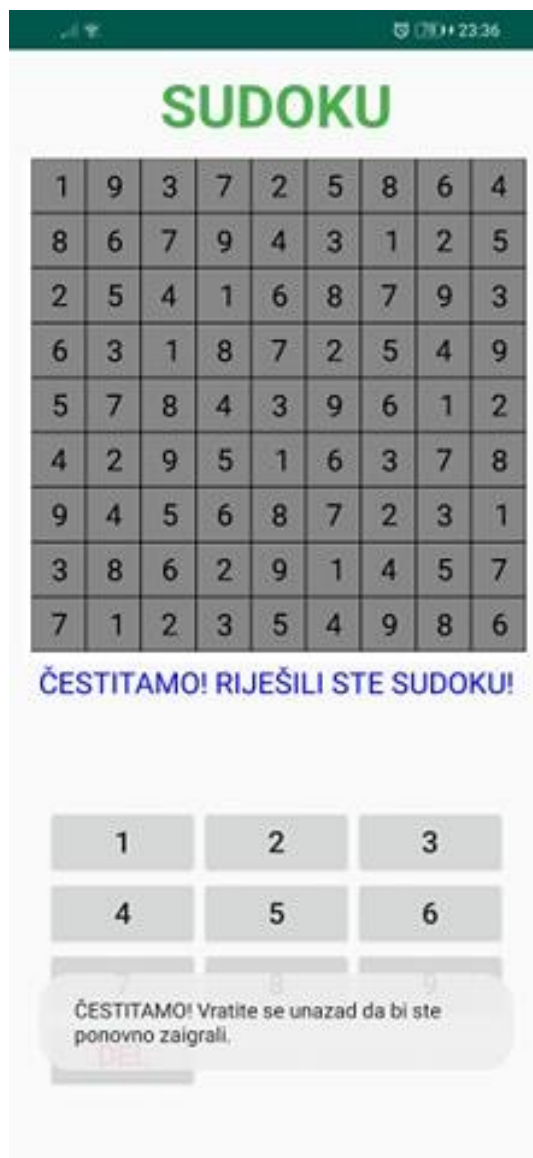 78 23:36
SUDOKU
1 9 3 7 2 5 8 6 4
8 6 7 9 4 3 1 2 5
2 5 4 1 6 8 7 9 3
6 3 1 8 7 2 5 4 9
5 7 8 4 3 9 6 1 2
4 2 9 5 1 6 3 7 8
9 4 5 6 8 7 2 3 1
3 8 6 2 9 1 4 5 7
7 1 2 3 5 4 9 8 6
ČESTITAMO! RIJEŠILI STE SUDOKU!
1 2 3
4 5 6
7 8 9
ČESTITAMO! Vratite se unazad da bi ste
ponovno zaigrali.
DEL